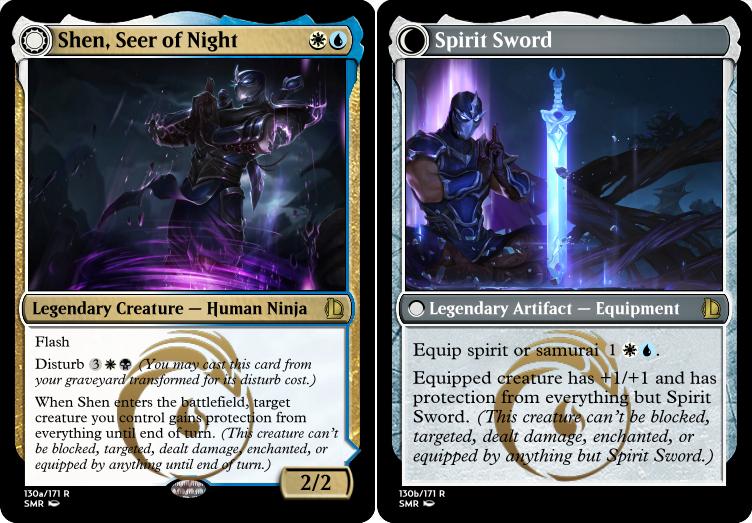 Shen, Seer of Night
Legendary Creature — Human Ninja
Flash
Disturb 3 (You may cast this card from
your graveyard transformed for its disturb cost.)
When Shen enters the battlefield, target
creature you control gains protection from
everything until end of turn. (This creature can't
be blocked, targeted, dealt damage, enchanted, or
equipped by anything until end of turn.)
2/2
130a/171 R
SMR
Spirit Sword
Legendary Artifact — Equipment
Equip spirit or samurai 1 .
Equipped creature has +1/+1 and has
protection from everything but Spirit
Sword. (This creature can't be blocked,
targeted, dealt damage, enchanted, or
equipped by anything but Spirit Sword.)
130b/171 R
SMR